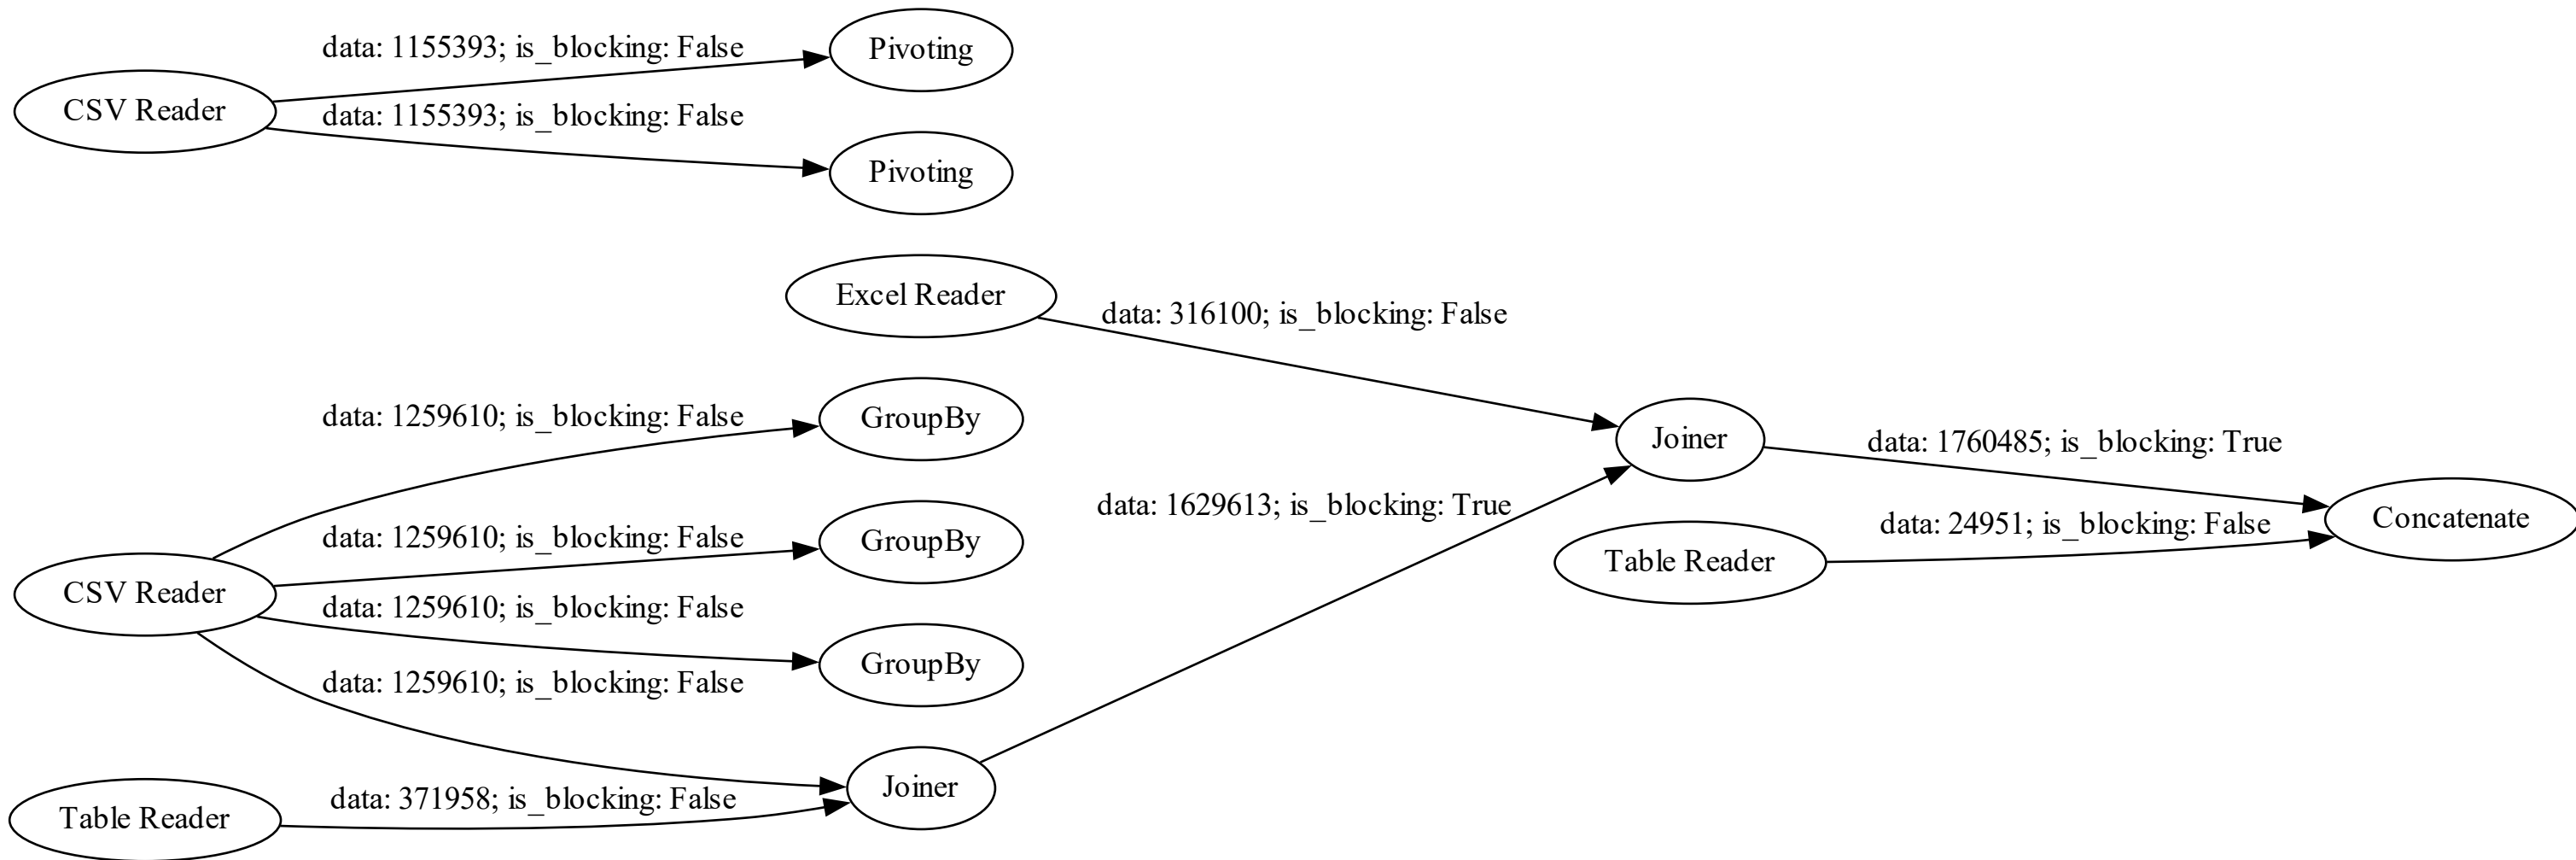 data: 1155393; is_blocking: False
Pivoting
CSV Reader
data: 1155393; is_blocking: False
Pivoting
Excel Reader
data: 316100; is_blocking: False
data: 1259610; is_blocking: False
GroupBy
Joiner
data: 1760485; is_blocking: True
data: 1629613; is_blocking: True
data: 24951; is_blocking: False
Concatenate
data: 1259610; is_blocking: False
GroupBy
Table Reader
CSV Reader
data: 1259610; is_blocking: False
GroupBy
data: 1259610; is_blocking: False
Joiner
data: 371958; is_blocking: False
Table Reader